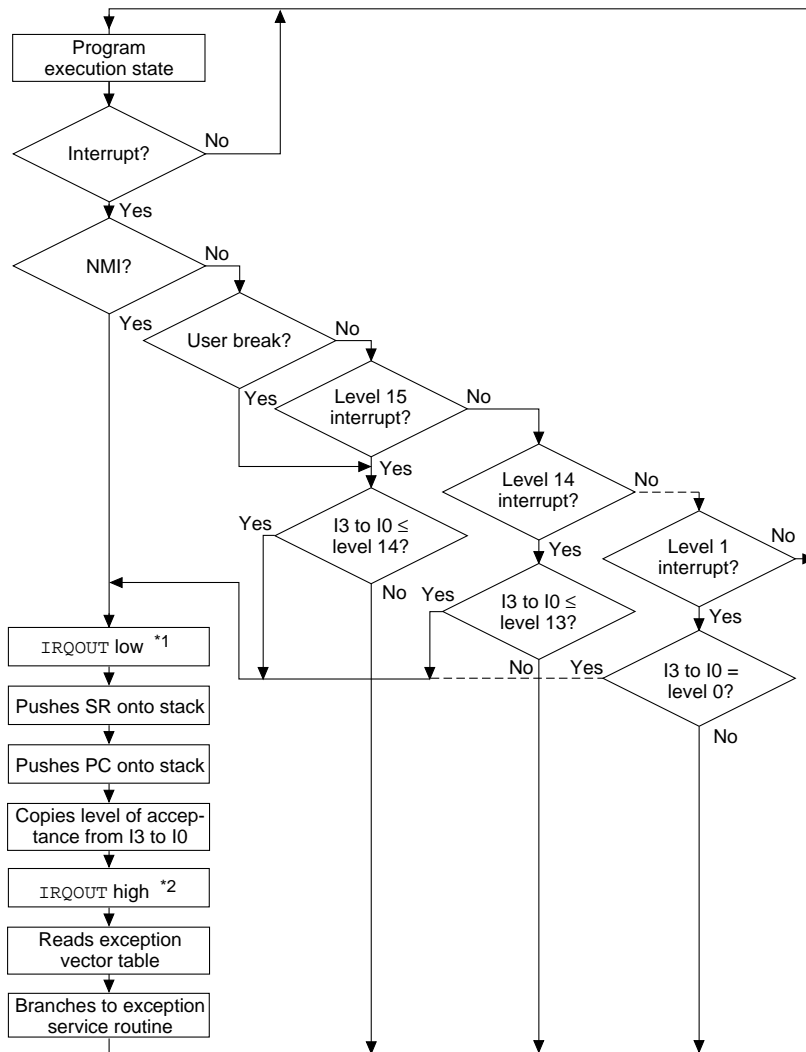 Program
execution state
No
Interrupt?
Yes
No
NMI?
Yes
No
User break?
Yes
No
Level 15
interrupt?
Yes
No
Level 14
interrupt?
Yes
I3 to I0 ≤
level 14?
No
Yes
No
Level 1
interrupt?
Yes
Yes
I3 to I0 ≤
level 13?
No
Yes
I3 to I0 =
level 0?
No
IRQOUT low *1
Pushes SR onto stack
Pushes PC onto stack
Copies level of accep-
tance from I3 to I0
IRQOUT high *2
Reads exception
vector table
Branches to exception
service routine